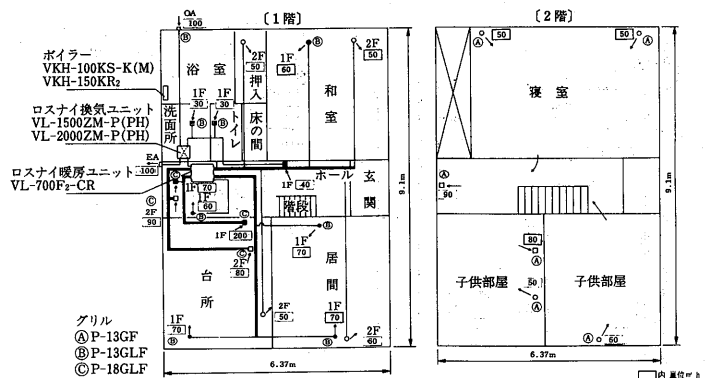 〔1階〕
OA
100
Ⓑ
浴室
2F
50
押入
1F
60
Ⓑ
和室
2F
50
ボイラー
VKH-100KS-K(M)
VKH-150KR₂
ロスナイ換気ユニット
VL-1500ZM-P(PH)
VL-2000ZM-P(PH)
ロスナイ暖房ユニット
VL-700F₂-CR
洗面所
1F
30
Ⓑ
1F
30
Ⓑ
トイレ
床の間
EA
100
Ⓒ
1F
70
1F
60
Ⓑ
1F
40
ホール
玄関
階段
Ⓒ
2F
90
Ⓒ
1F
200
Ⓒ
2F
80
Ⓑ
1F
70
台所
居間
1F
70
Ⓑ
2F
50
1F
70
Ⓑ
2F
60
6.37m
9.1m
グリル
Ⓐ P-13GF
Ⓑ P-13GLF
Ⓒ P-18GLF
〔2階〕
Ⓐ
50
50
Ⓐ
寝室
Ⓐ
90
80
Ⓐ
50
Ⓐ
子供部屋
子供部屋
Ⓐ
50
6.37m
9.1m
内 単位㎥/h